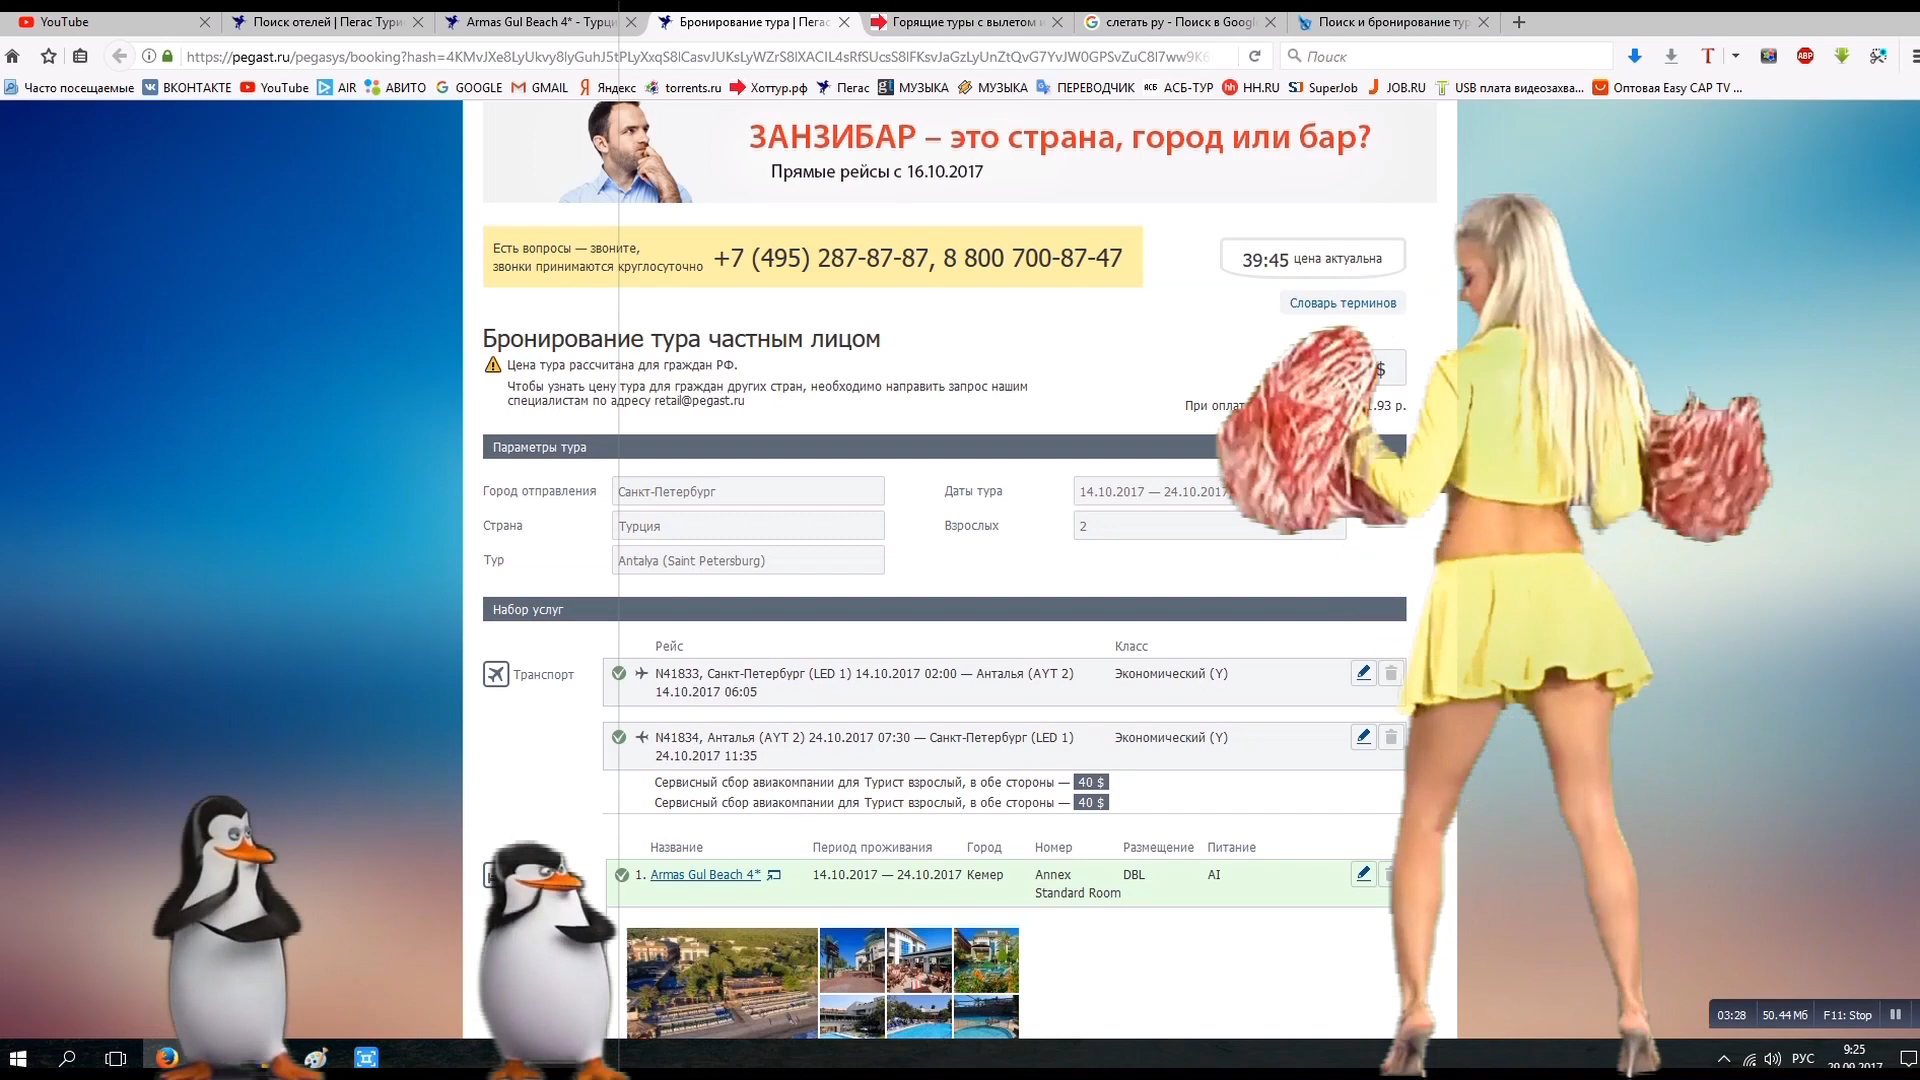 YouTube
Поиск отелей | Пегас Тури
Armas Gul Beach 4* - Турци
Бронирование тура | Пегас
Горящие туры с вылетом и
слетать ру - Поиск в Google
Поиск и бронирование тур
Поиск
Часто посещаемые
ВКОНТАКТЕ
YouTube
AIR
АВИТО
GOOGLE
GMAIL
Яндекс
torrents.ru
Хоттур.рф
Пегас
МУЗЫКА
МУЗЫКА
ПЕРЕВОДЧИК
АСБ-ТУР
HH.RU
SuperJob
JOB.RU
USB плата видеозахва...
Оптовая Easy CAP TV ...
ЗАНЗИБАР – это страна, город или бар?
Прямые рейсы с 16.10.2017
Есть вопросы — звоните,
звонки принимаются круглосуточно
+7 (495) 287-87-87, 8 800 700-87-47
39:45 цена актуальна
Словарь терминов
Бронирование тура частным лицом
Цена тура рассчитана для граждан РФ.
Чтобы узнать цену тура для граждан других стран, необходимо направить запрос нашим
специалистам по адресу retail@pegast.ru
$
При .93 р.
Параметры тура
Город отправления Санкт-Петербург
Даты тура 14.10.2017 — 24.10.2017
Страна Турция
Взрослых 2
Тур Antalya (Saint Petersburg)
Набор услуг
Рейс Класс
Транспорт
N41833, Санкт-Петербург (LED 1) 14.10.2017 02:00 — Анталья (AYT 2) Экономический (Y)
14.10.2017 06:05
N41834, Анталья (AYT 2) 24.10.2017 07:30 — Санкт-Петербург (LED 1) Экономический (Y)
24.10.2017 11:35
Сервисный сбор авиакомпании для Турист взрослый, в обе стороны — 40 $
Сервисный сбор авиакомпании для Турист взрослый, в обе стороны — 40 $
Название Период проживания Город Номер Размещение Питание
1. Armas Gul Beach 4* 14.10.2017 — 24.10.2017 Кемер Annex DBL AI
Standard Room
03:28 50.44 Мб F11: Stop
РУС
9:25
29.09.2017